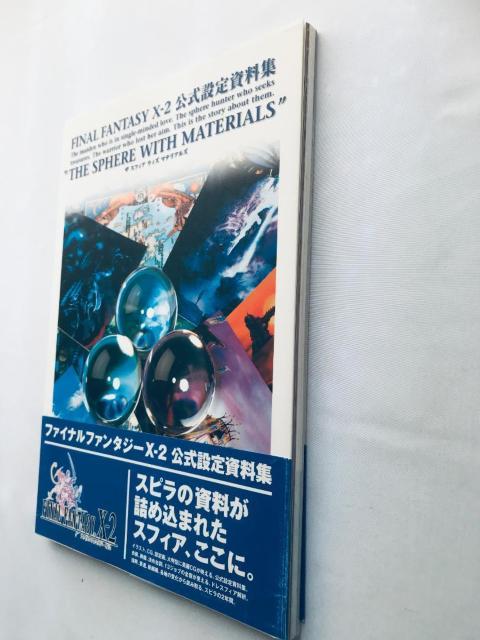 FINAL FANTASY X-2 公式設定資料集
The maiden who is in single-minded love. The sphere hunter who seeks
treasures. The warrior who lost her aim. This is the story about them.
"THE SPHERE WITH MATERIALS"
ザ スフィア ウィズ マテリアルズ
ファイナルファンタジーX-2 公式設定資料集
FINAL FANTASY X-2
スピラの資料が
詰め込まれた
スフィア、ここに。